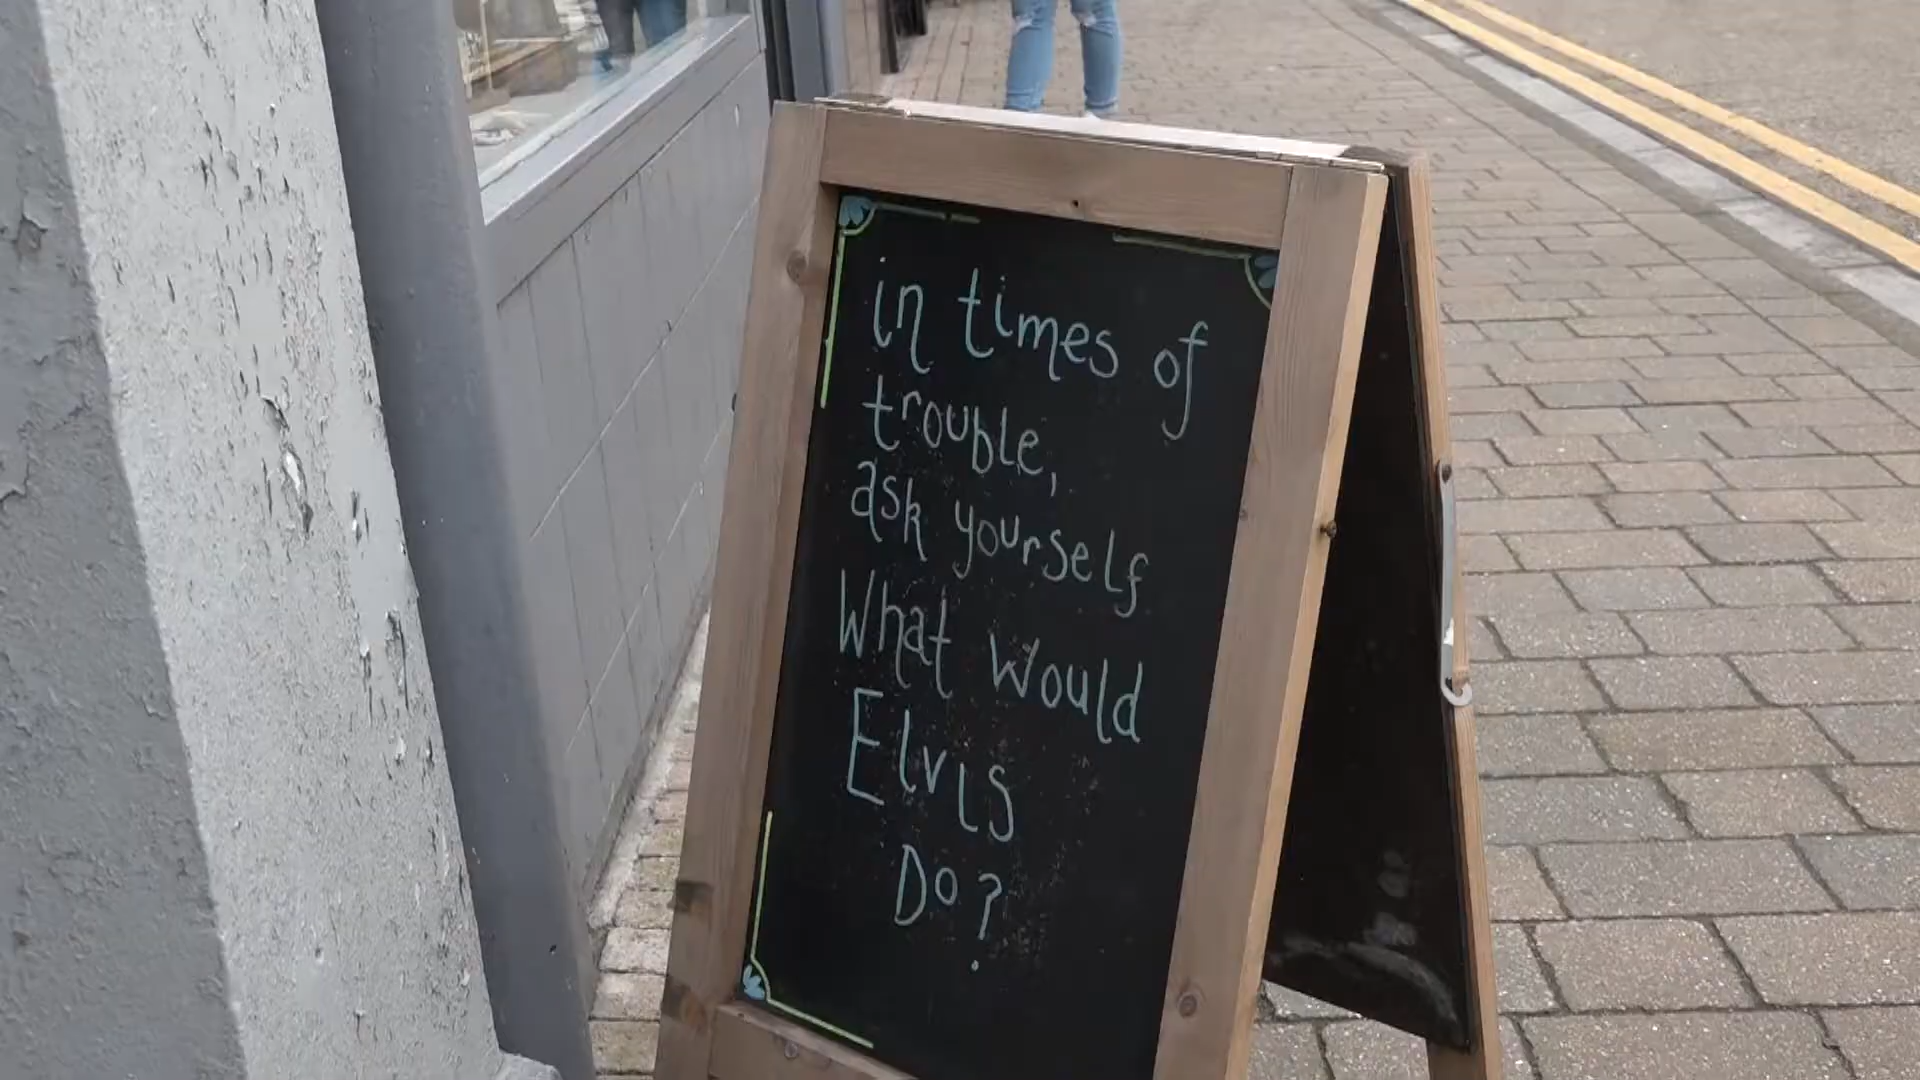 in times of
trouble,
ask yourself
What would
Elvis
Do?